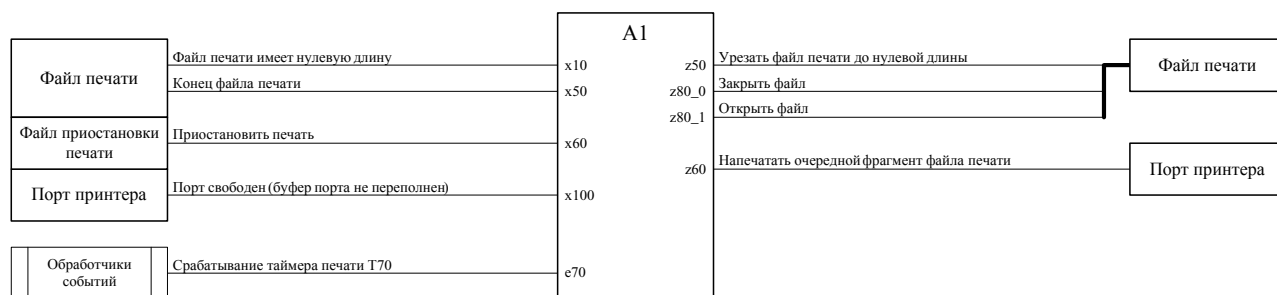 A1
Файл печати
Файл печати имеет нулевую длину
x10
Конец файла печати
x50
Файл приостановки
печати
Приостановить печать
x60
Порт принтера
Порт свободен (буфер порта не переполнен)
x100
Обработчики
событий
Срабатывание таймера печати T70
e70
z50
Урезать файл печати до нулевой длины
z80_0
Закрыть файл
z80_1
Открыть файл
Файл печати
z60
Напечатать очередной фрагмент файла печати
Порт принтера